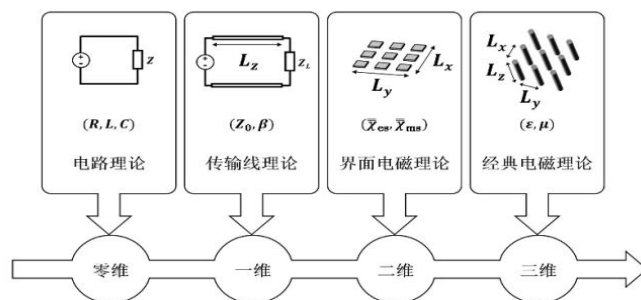 Z
L_z
Z_L
L_y
L_x
L_x
L_z
L_y
(R, L, C)
(Z_0, β)
(χ̿_es, χ̿_ms)
(ε, μ)
电路理论
传输线理论
界面电磁理论
经典电磁理论
零维
一维
二维
三维